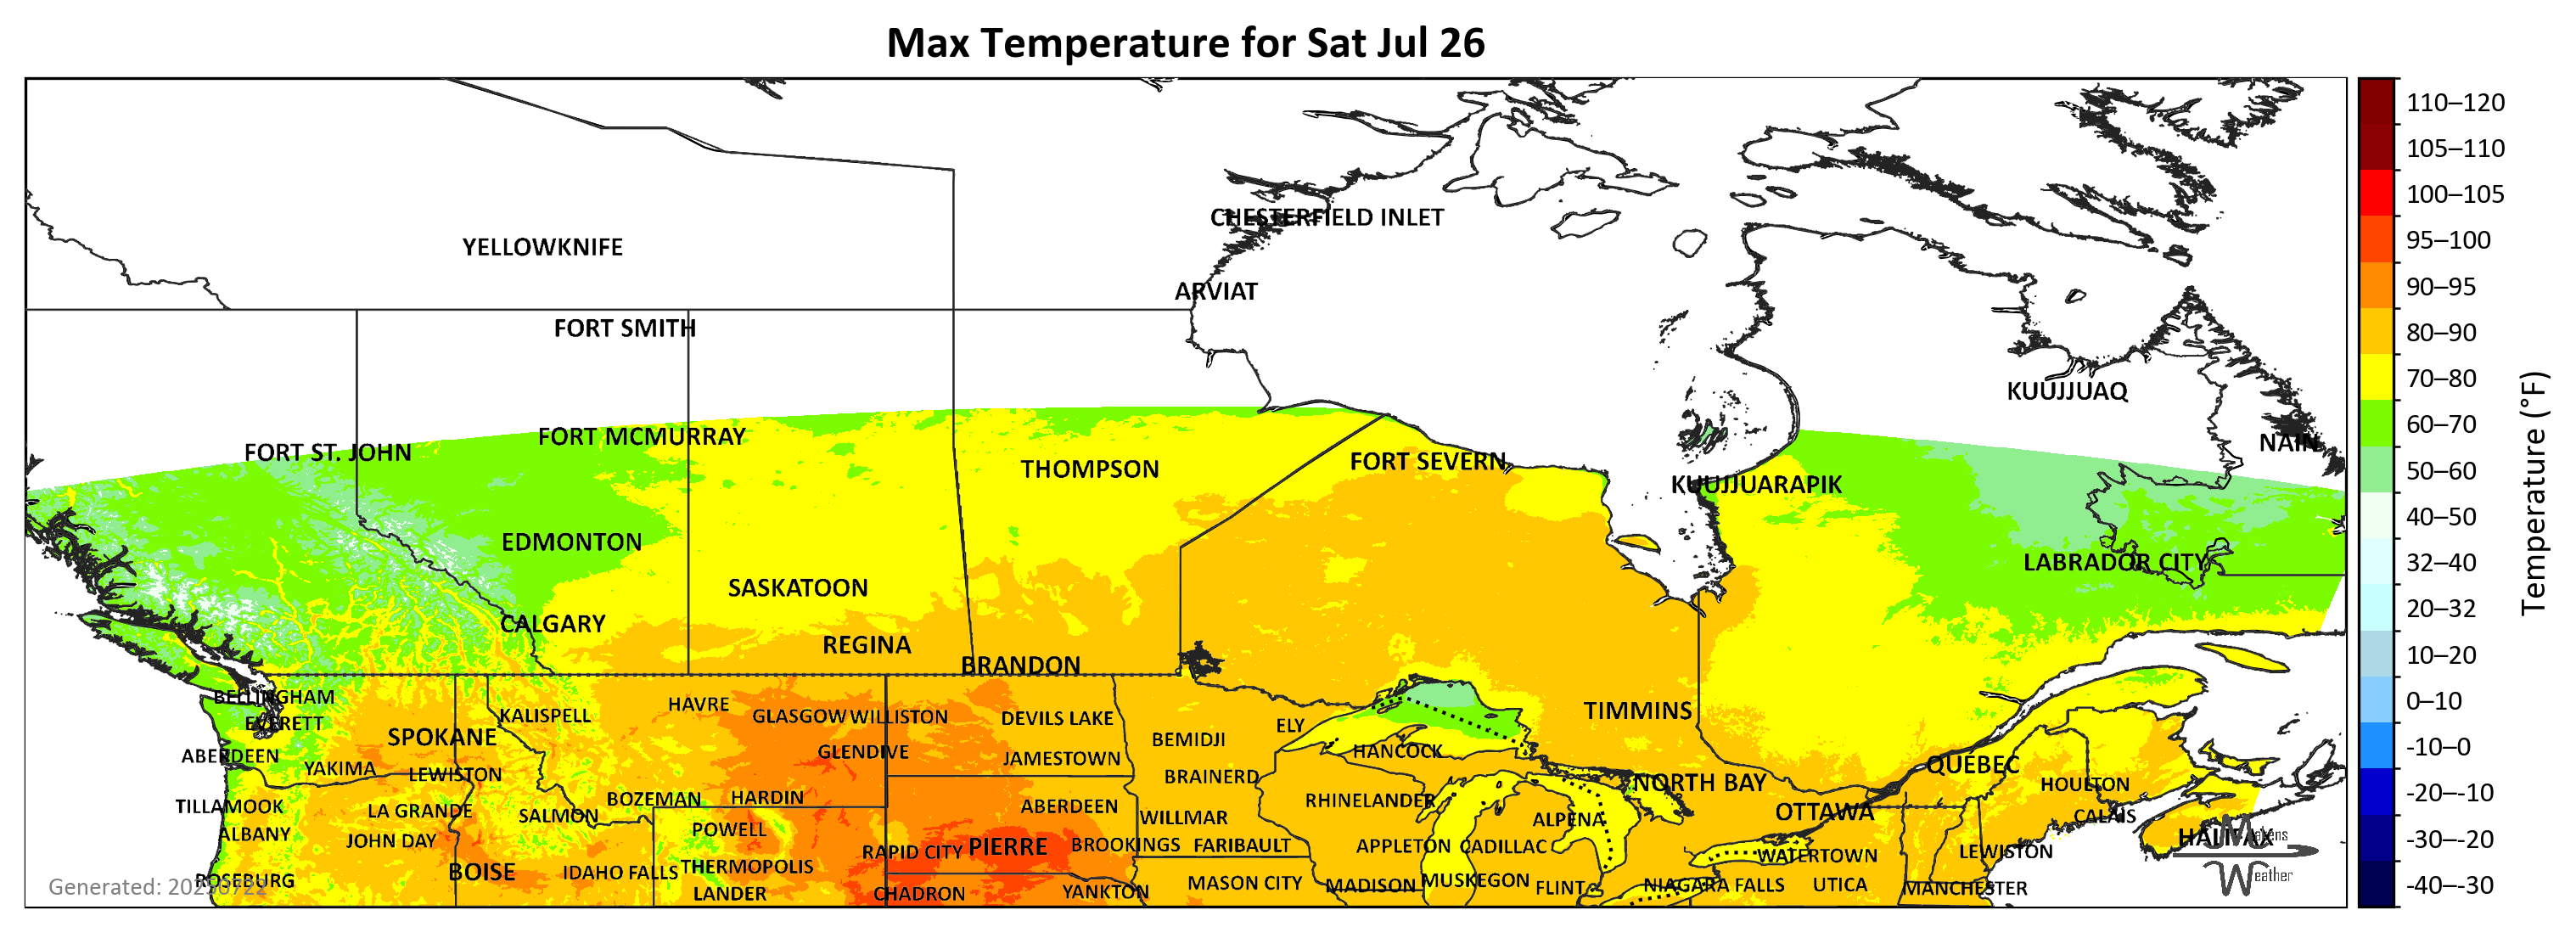 Max Temperature for Sat Jul 26
110–120
105–110
100–105
95–100
90–95
80–90
70–80
60–70
50–60
40–50
32–40
20–32
10–20
0–10
-10–0
-20–-10
-30–-20
-40–-30
Temperature (°F)
CHESTERFIELD INLET
YELLOWKNIFE
ARVIAT
FORT SMITH
KUUJJUAQ
FORT MCMURRAY
NAIN
FORT ST. JOHN
FORT SEVERN
THOMPSON
KUUJJUARAPIK
EDMONTON
LABRADOR CITY
SASKATOON
CALGARY
REGINA
BRANDON
BELLINGHAM
HAVRE
TIMMINS
KALISPELL
GLASGOW
WILLISTON
DEVILS LAKE
EVERETT
ELY
SPOKANE
BEMIDJI
GLENDIVE
HANCOCK
ABERDEEN
JAMESTOWN
QUÉBEC
YAKIMA
LEWISTON
BRAINERD
NORTH BAY
HOULTON
BOZEMAN
HARDIN
RHINELANDER
TILLAMOOK
ABERDEEN
LA GRANDE
OTTAWA
SALMON
WILLMAR
CALAIS
ALPENA
POWELL
ALBANY
HALIFAX
JOHN DAY
PIERRE
BROOKINGS
FARIBAULT
APPLETON
CADILLAC
RAPID CITY
LEWISTON
WATERTOWN
THERMOPOLIS
BOISE
IDAHO FALLS
ROSEBURG
MUSKEGON
MASON CITY
MADISON
NIAGARA FALLS
UTICA
FLINT
MANCHESTER
LANDER
CHADRON
YANKTON
Generated: 20250722
Weather